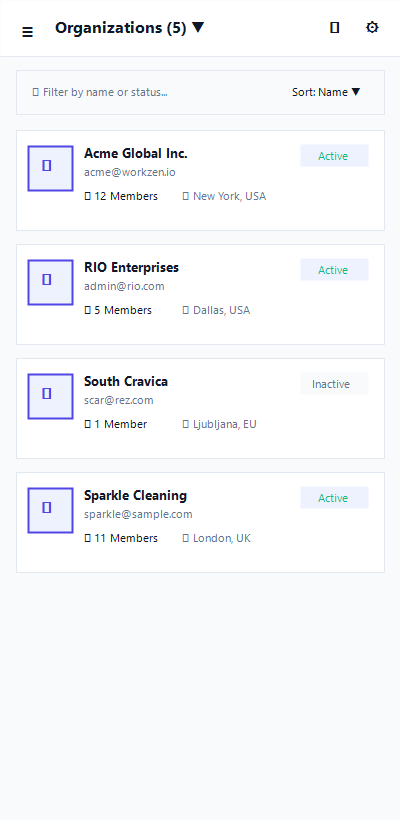 ☰ Organizations (5) ▼ ⚙
Filter by name or status... Sort: Name ▼
Acme Global Inc. Active
acme@workzen.io
12 Members New York, USA
RIO Enterprises Active
admin@rio.com
5 Members Dallas, USA
South Cravica Inactive
scar@rez.com
1 Member Ljubljana, EU
Sparkle Cleaning Active
sparkle@sample.com
11 Members London, UK